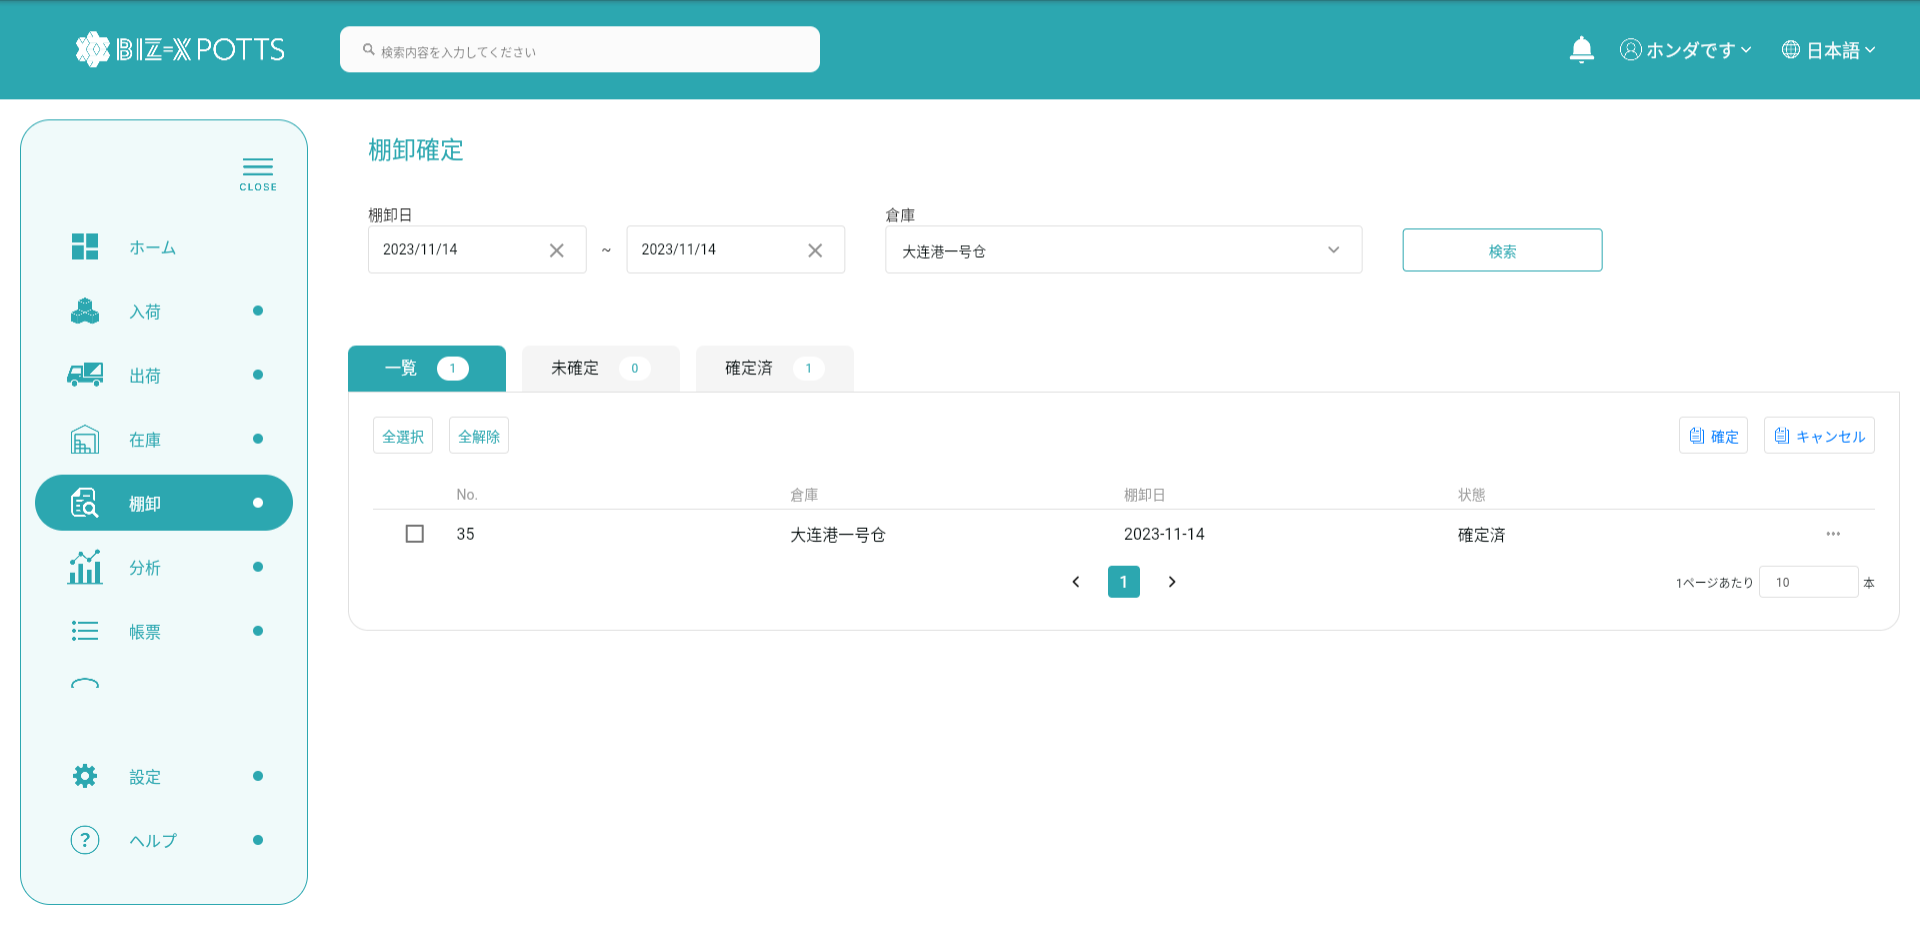 BIZ=X POTTS
検索内容を入力してください
ホンダです
日本語
CLOSE
ホーム
入荷
出荷
在庫
棚卸
分析
帳票
設定
ヘルプ
棚卸確定
棚卸日
倉庫
2023/11/14 ~ 2023/11/14
大连港一号仓
検索
一覧 1
未確定 0
確定済 1
全選択 全解除
確定 キャンセル
No. 倉庫 棚卸日 状態
35 大连港一号仓 2023-11-14 確定済 ...
1
1ページあたり 10 本